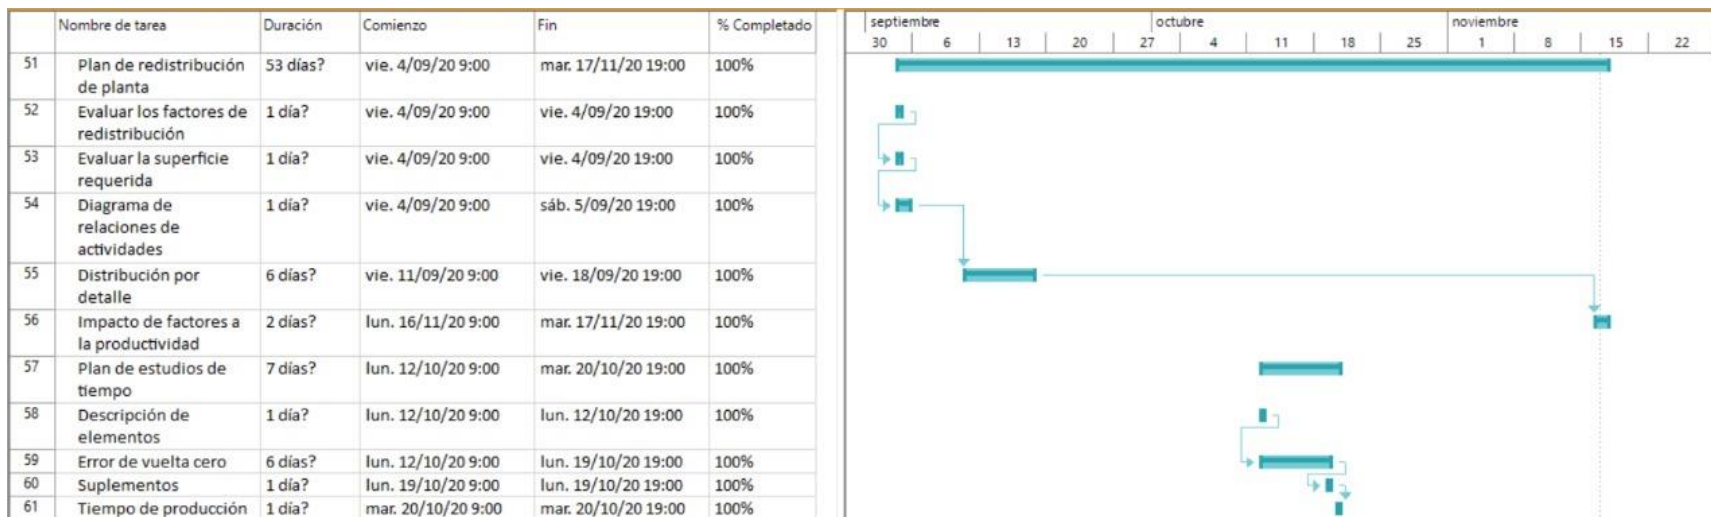 Nombre de tarea Duración Comienzo Fin % Completado septiembre octubre noviembre
30 6 13 20 27 4 11 18 25 1 8 15 22
51 Plan de redistribución 53 días? vie. 4/09/20 9:00 mar. 17/11/20 19:00 100%
de planta
52 Evaluar los factores de 1 día? vie. 4/09/20 9:00 vie. 4/09/20 19:00 100%
redistribución
53 Evaluar la superficie 1 día? vie. 4/09/20 9:00 vie. 4/09/20 19:00 100%
requerida
54 Diagrama de 1 día? vie. 4/09/20 9:00 sáb. 5/09/20 19:00 100%
relaciones de
actividades
55 Distribución por 6 días? vie. 11/09/20 9:00 vie. 18/09/20 19:00 100%
detalle
56 Impacto de factores a 2 días? lun. 16/11/20 9:00 mar. 17/11/20 19:00 100%
la productividad
57 Plan de estudios de 7 días? lun. 12/10/20 9:00 mar. 20/10/20 19:00 100%
tiempo
58 Descripción de 1 día? lun. 12/10/20 9:00 lun. 12/10/20 19:00 100%
elementos
59 Error de vuelta cero 6 días? lun. 12/10/20 9:00 lun. 19/10/20 19:00 100%
60 Suplementos 1 día? lun. 19/10/20 9:00 lun. 19/10/20 19:00 100%
61 Tiempo de producción 1 día? mar. 20/10/20 9:00 mar. 20/10/20 19:00 100%